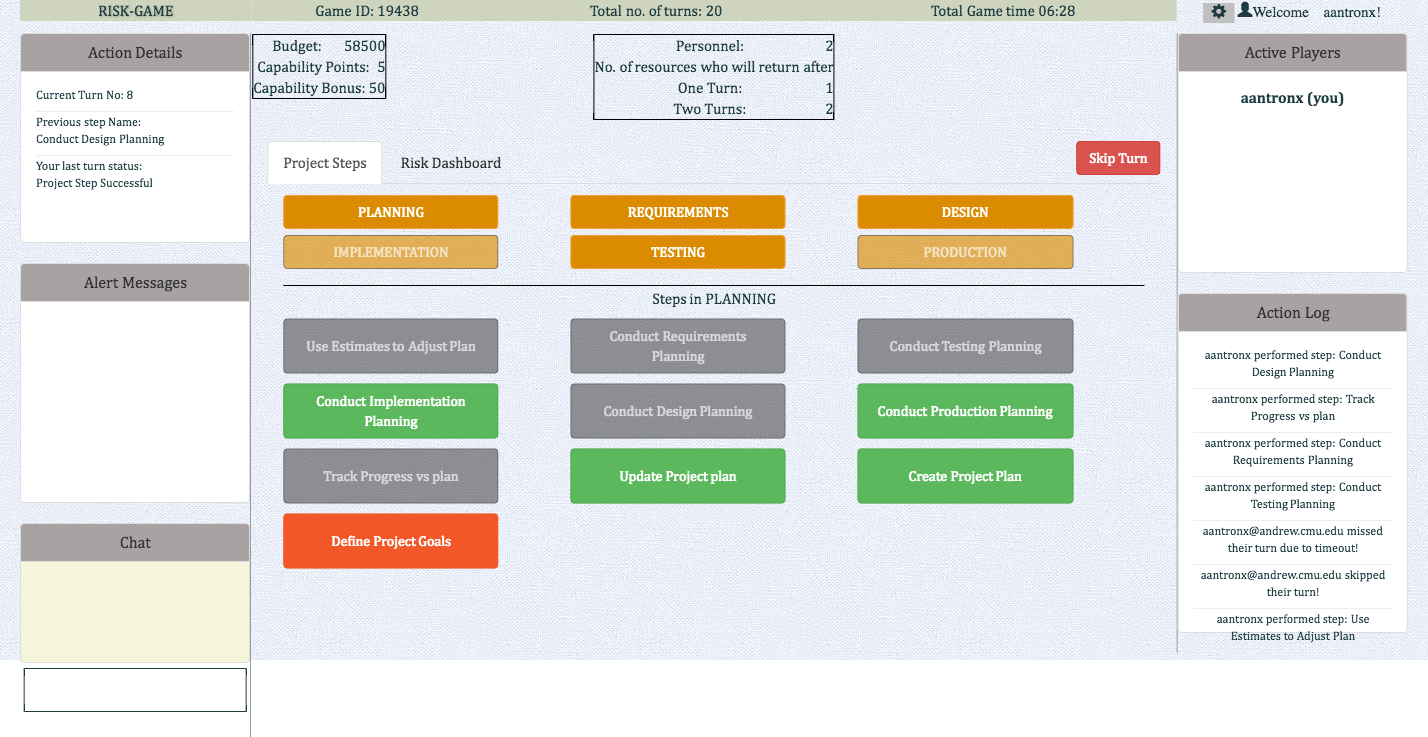 RISK-GAME
Game ID: 19438
Total no. of turns: 20
Total Game time 06:28
Welcome aantronx!
Action Details
Current Turn No: 8
Previous step Name:
Conduct Design Planning
Your last turn status:
Project Step Successful
Alert Messages
Chat
Budget: 58500
Capability Points: 5
Capability Bonus: 50
Personnel: 2
No. of resources who will return after
One Turn: 1
Two Turns: 2
Project Steps
Risk Dashboard
Skip Turn
PLANNING
REQUIREMENTS
DESIGN
IMPLEMENTATION
TESTING
PRODUCTION
Steps in PLANNING
Use Estimates to Adjust Plan
Conduct Requirements
Planning
Conduct Testing Planning
Conduct Implementation
Planning
Conduct Design Planning
Conduct Production Planning
Track Progress vs plan
Update Project plan
Create Project Plan
Define Project Goals
Active Players
aantronx (you)
Action Log
aantronx performed step: Conduct
Design Planning
aantronx performed step: Track
Progress vs plan
aantronx performed step: Conduct
Requirements Planning
aantronx performed step: Conduct
Testing Planning
aantronx@andrew.cmu.edu missed
their turn due to timeout!
aantronx@andrew.cmu.edu skipped
their turn!
aantronx performed step: Use
Estimates to Adjust Plan